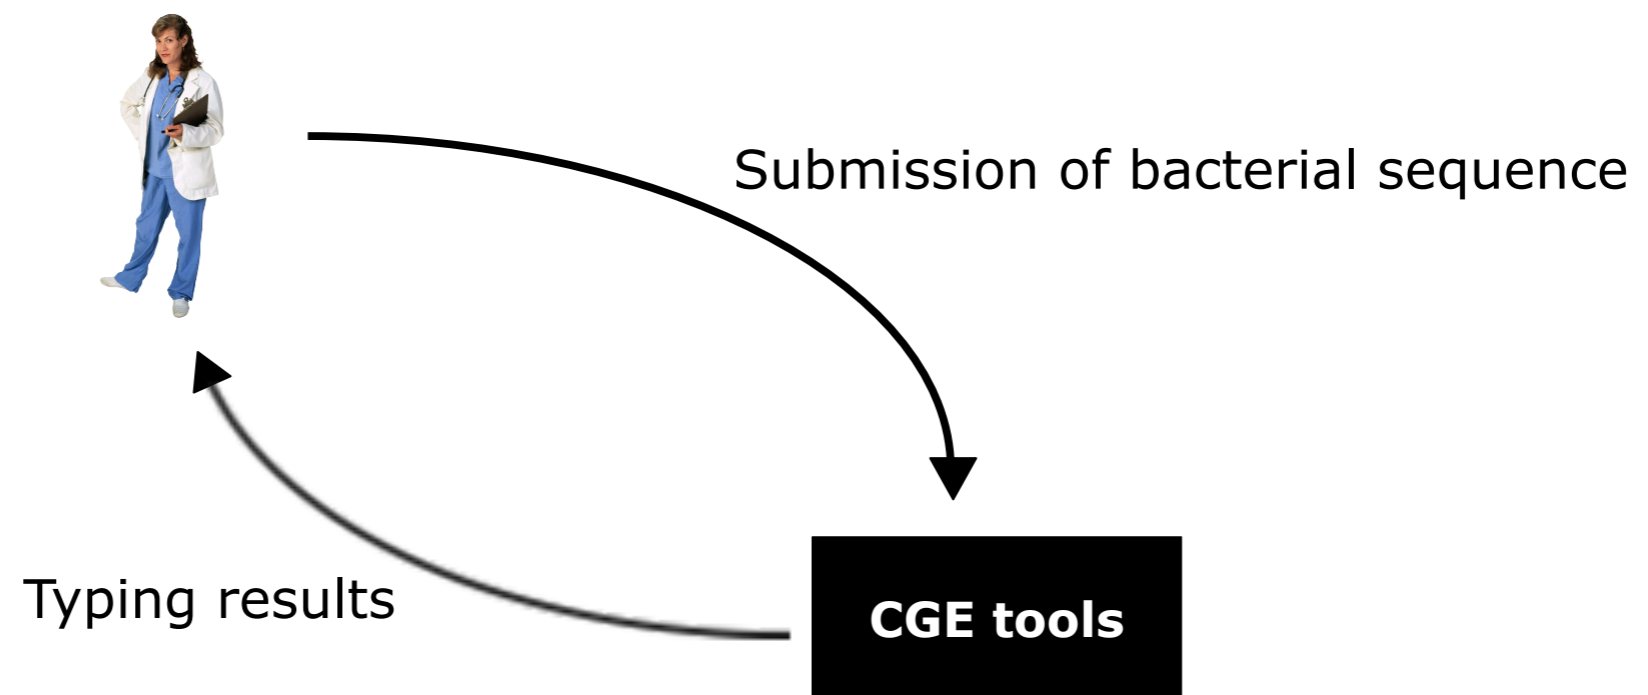 Submission of bacterial sequence
Typing results
CGE tools